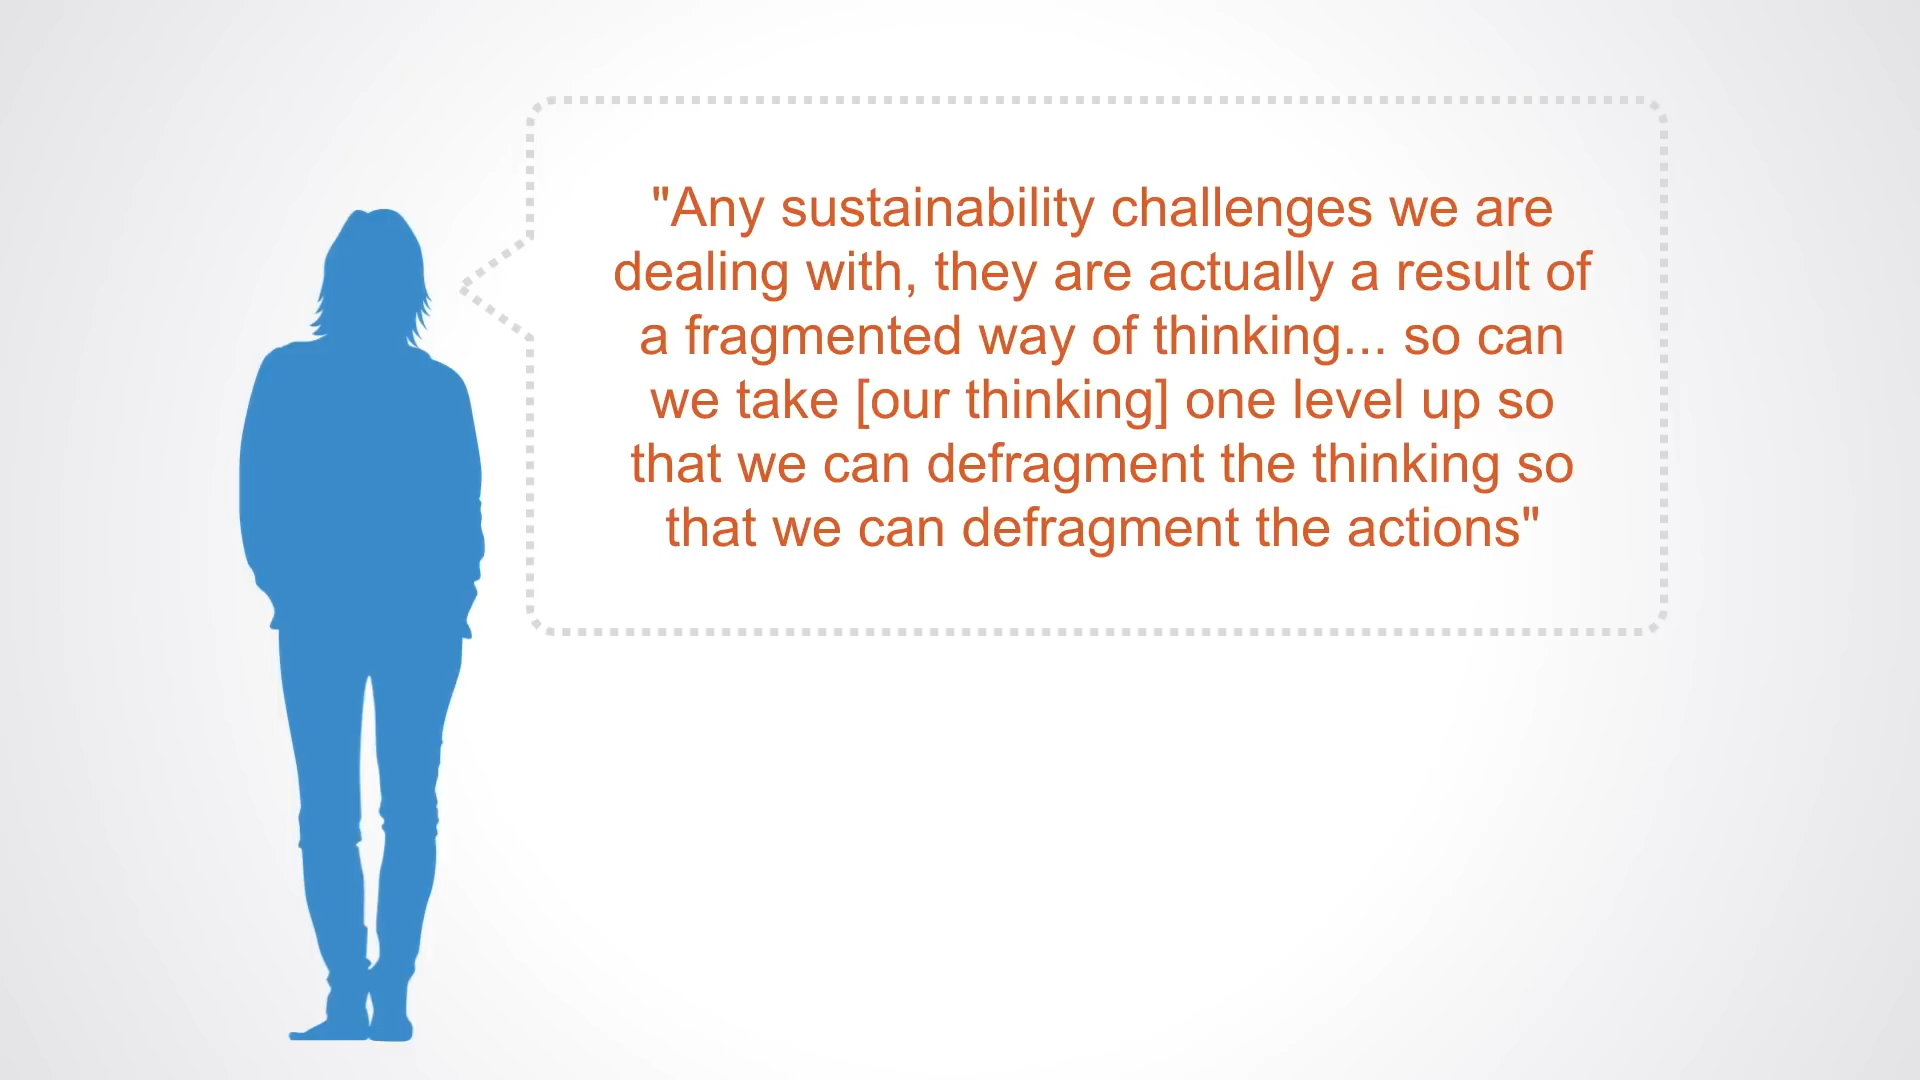 "Any sustainability challenges we are
dealing with, they are actually a result of
a fragmented way of thinking... so can
we take [our thinking] one level up so
that we can defragment the thinking so
that we can defragment the actions"